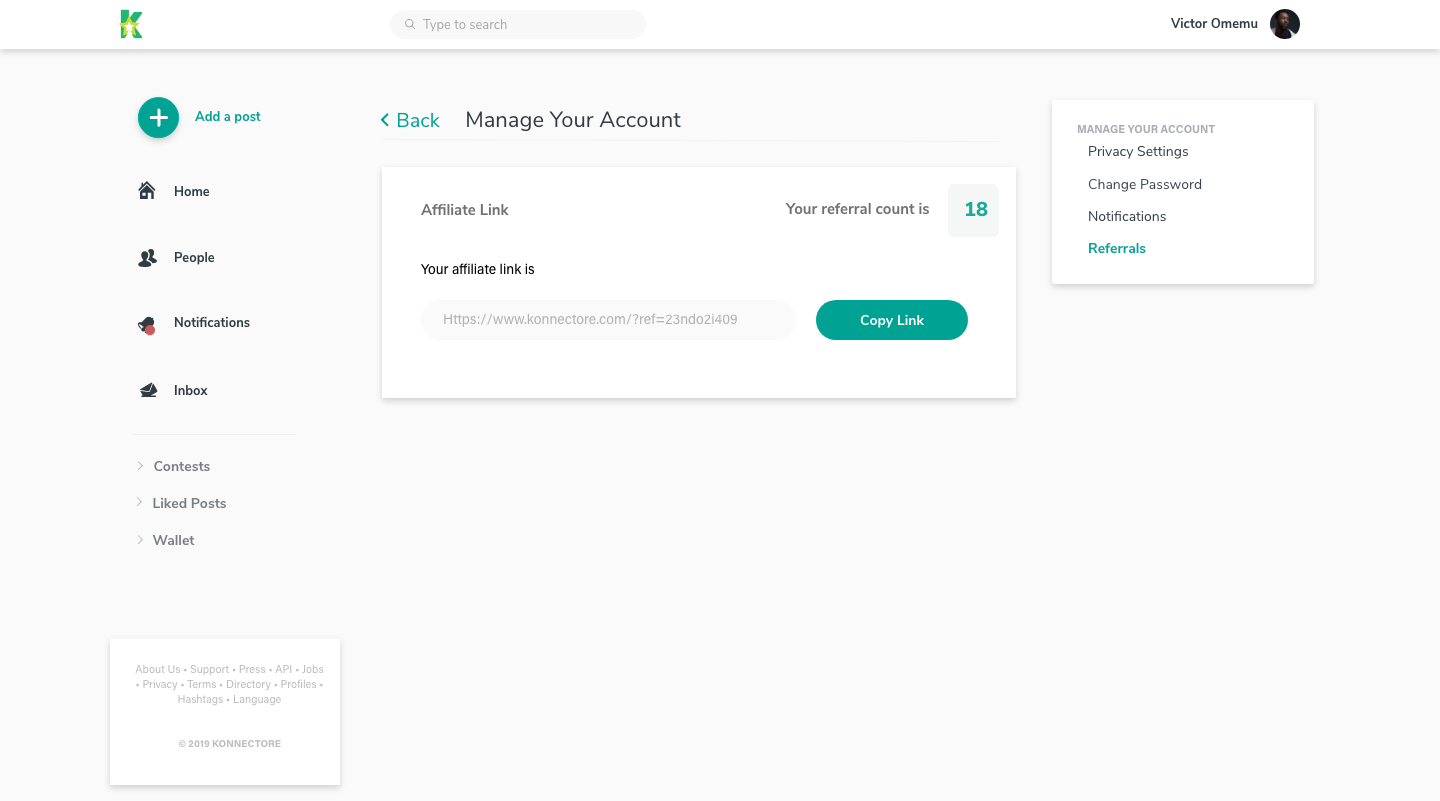 Type to search
Victor Omemu
Add a post
Home
People
Notifications
Inbox
Contests
Liked Posts
Wallet
About Us • Support • Press • API • Jobs
• Privacy • Terms • Directory • Profiles •
Hashtags • Language
© 2019 KONNECTORE
Back
Manage Your Account
Affiliate Link
Your referral count is
18
Your affiliate link is
Https://www.konnectore.com/?ref=23ndo2i409
Copy Link
MANAGE YOUR ACCOUNT
Privacy Settings
Change Password
Notifications
Referrals